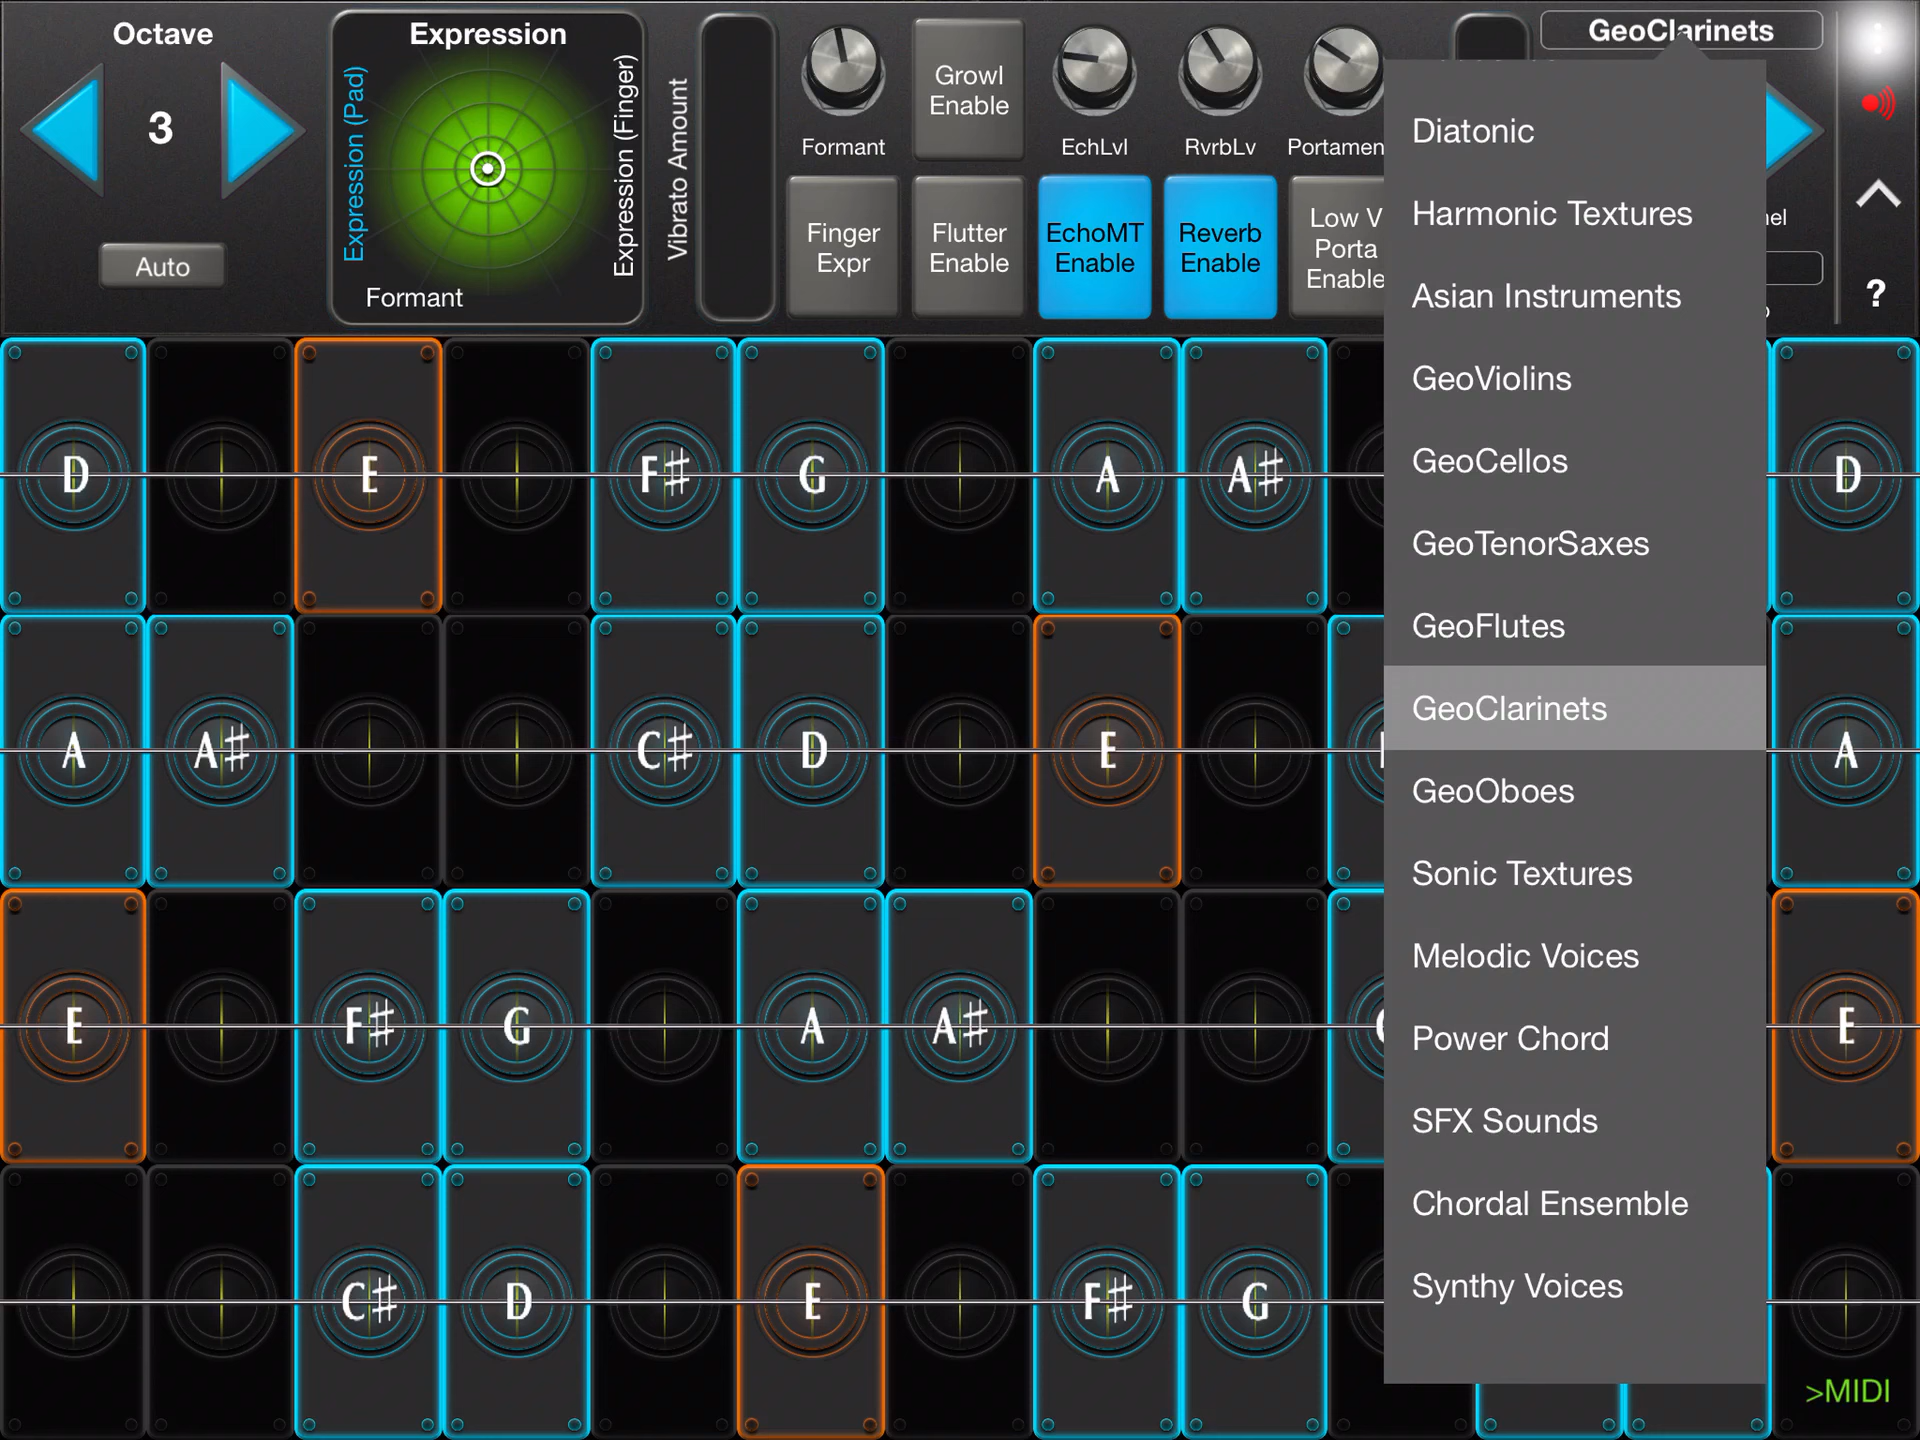 Octave
3
Auto
Expression
Expression (Pad)
Expression (Finger)
Formant
Vibrato Amount
Formant
Growl
Enable
EchLvl
RvrbLv
Portamen
Finger
Expr
Flutter
Enable
EchoMT
Enable
Reverb
Enable
Low V
Porta
Enable
GeoClarinets
?
Diatonic
Harmonic Textures
Asian Instruments
GeoViolins
GeoCellos
GeoTenorSaxes
GeoFlutes
GeoClarinets
GeoOboes
Sonic Textures
Melodic Voices
Power Chord
SFX Sounds
Chordal Ensemble
Synthy Voices
D E F♯ G A A♯ D
A A♯ C♯ D E A
E F♯ G A A♯ E
C♯ D E F♯ G
>MIDI